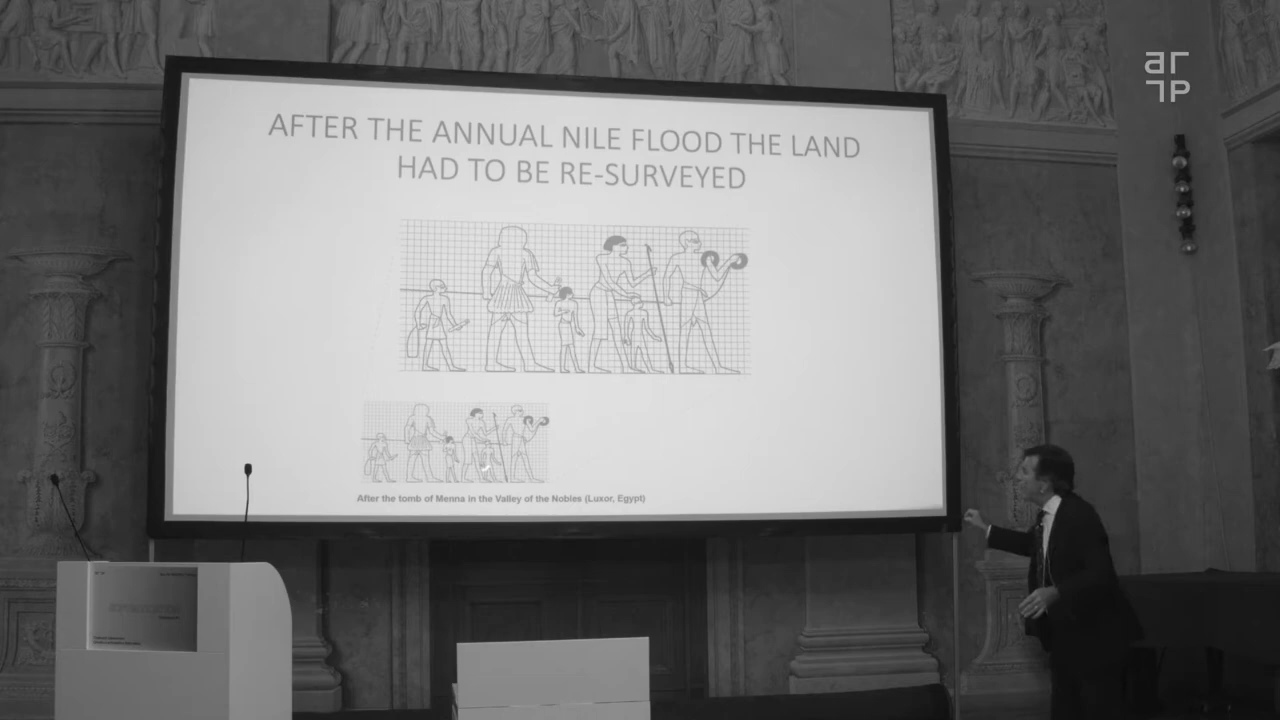 AFTER THE ANNUAL NILE FLOOD THE LAND
HAD TO BE RE-SURVEYED
After the tomb of Menna in the Valley of the Nobles (Luxor, Egypt)